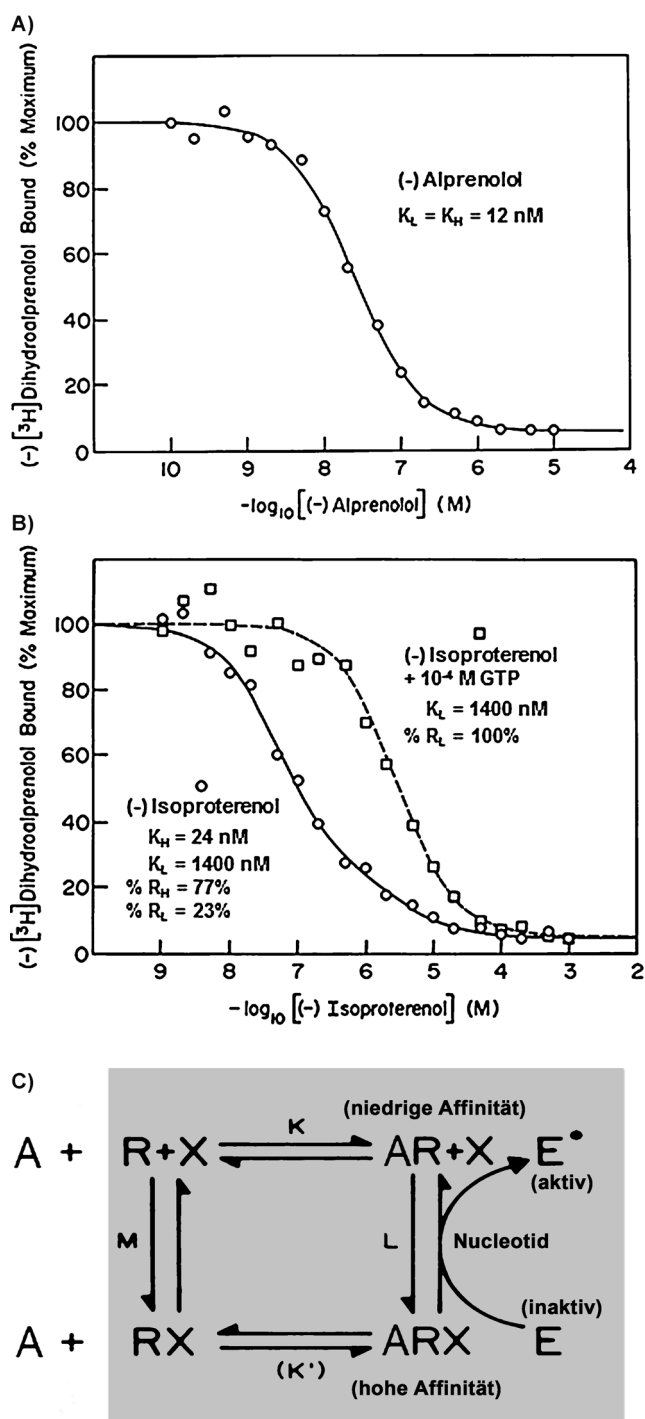 A)
(-) [³H] Dihydroalprenolol Bound (% Maximum)
100
80
60
40
20
0
(-) Alprenolol
K_L = K_H = 12 nM
10 9 8 7 6 5 4
-log₁₀ [(-) Alprenolol] (M)
B)
(-) [³H] Dihydroalprenolol Bound (% Maximum)
100
80
60
40
20
0
(-) Isoproterenol
+ 10⁻⁴ M GTP
K_L = 1400 nM
% R_L = 100%
(-) Isoproterenol
K_H = 24 nM
K_L = 1400 nM
% R_H = 77%
% R_L = 23%
9 8 7 6 5 4 3 2
-log₁₀ [(-) Isoproterenol] (M)
C)
(niedrige Affinität)
A + R+X K AR+X E*
(aktiv)
M L Nucleotid
(inaktiv)
A + RX (K') ARX E
(hohe Affinität)